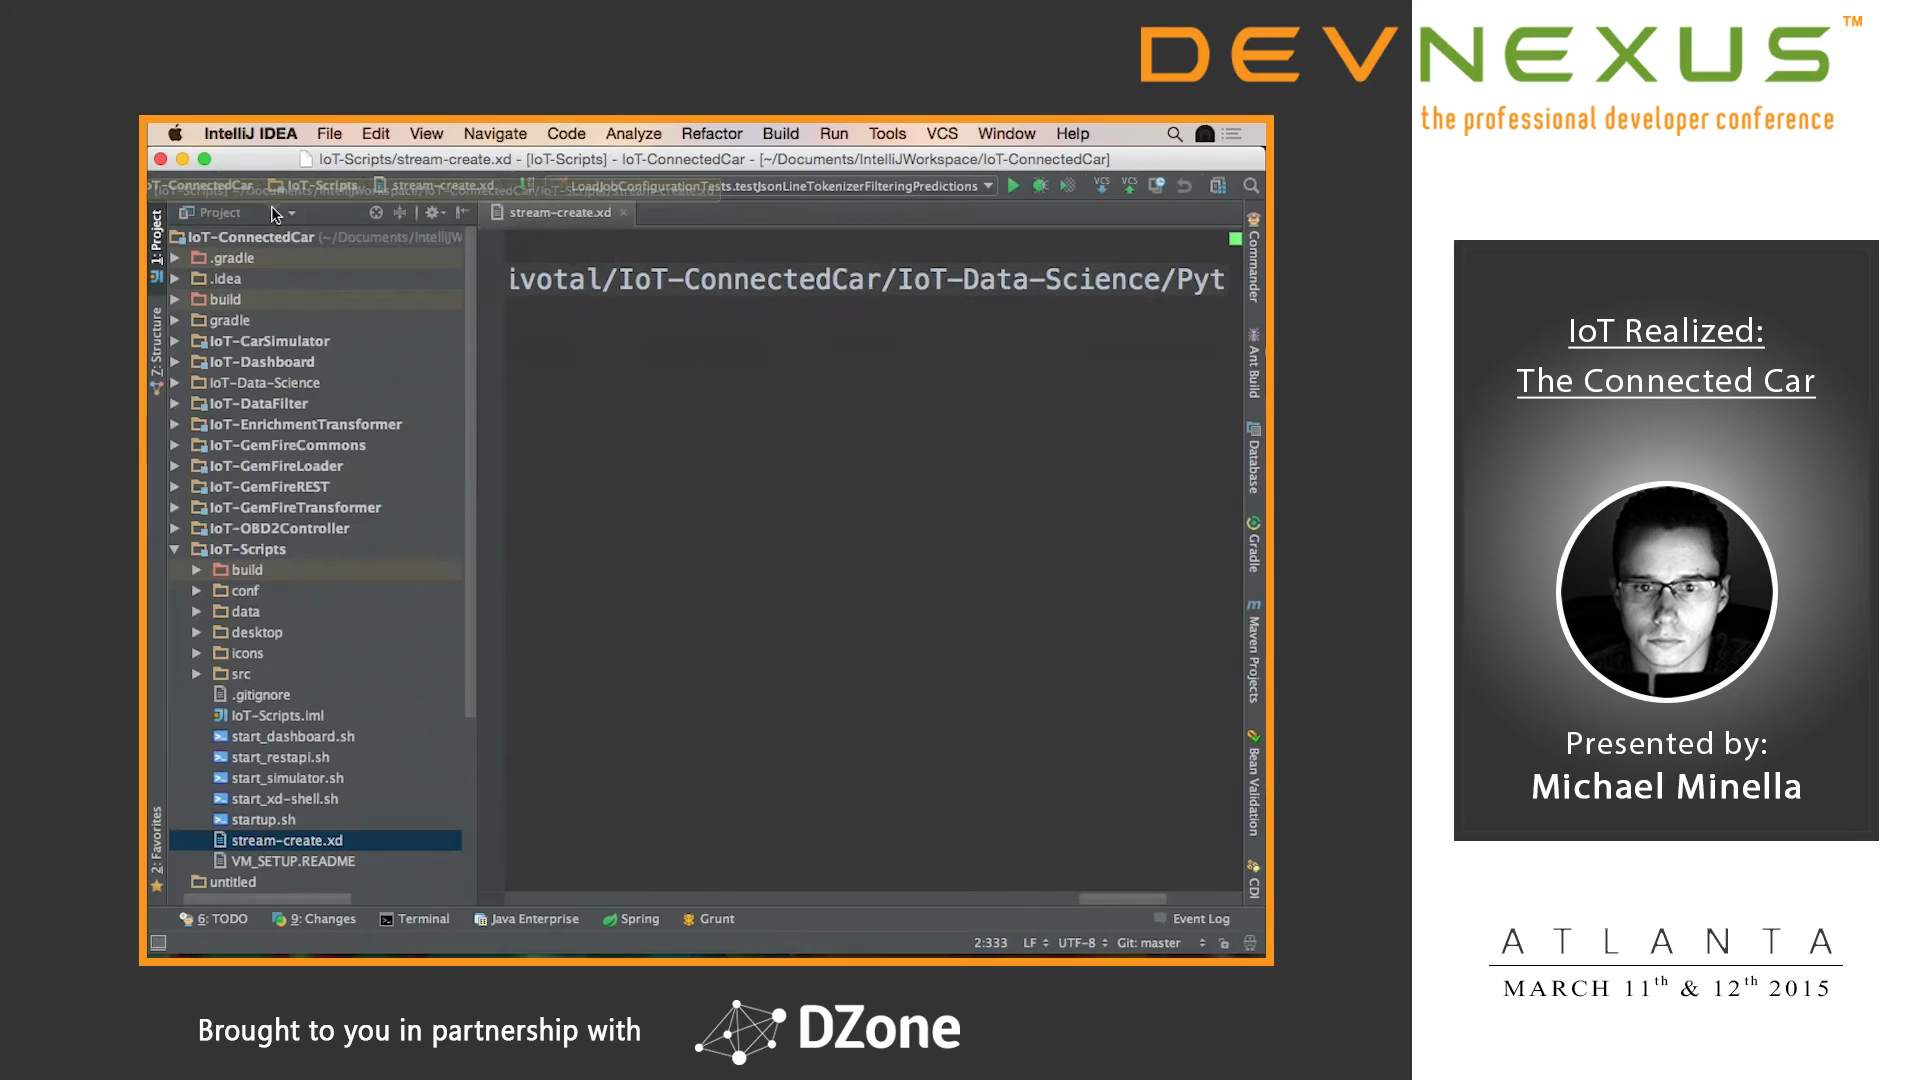 DEVNEXUS™
the professional developer conference
IntelliJ IDEA File Edit View Navigate Code Analyze Refactor Build Run Tools VCS Window Help
IoT-Scripts/stream-create.xd - [IoT-Scripts] - IoT-ConnectedCar - [~/Documents/IntelliJWorkspace/IoT-ConnectedCar]
IoT-Scripts stream-create.xd LoadJobConfigurationTests.testJsonLineTokenizerFilteringPredictions
VCS VCS
Project
stream-create.xd
1: Project
Z: Structure
2: Favorites
IoT-ConnectedCar (~/Documents/IntelliJW
.gradle
.idea
build
gradle
IoT-CarSimulator
IoT-Dashboard
IoT-Data-Science
IoT-DataFilter
IoT-EnrichmentTransformer
IoT-GemFireCommons
IoT-GemFireLoader
IoT-GemFireREST
IoT-GemFireTransformer
IoT-OBD2Controller
IoT-Scripts
build
conf
data
desktop
icons
src
.gitignore
IoT-Scripts.iml
start_dashboard.sh
start_restapi.sh
start_simulator.sh
start_xd-shell.sh
startup.sh
stream-create.xd
VM_SETUP.README
untitled
ivotal/IoT-ConnectedCar/IoT-Data-Science/Pyt
Commander
Ant Build
Database
Gradle
Maven Projects
Bean Validation
CDI
6: TODO 9: Changes Terminal Java Enterprise Spring Grunt Event Log
2:333 LF UTF-8 Git: master
IoT Realized:
The Connected Car
Presented by:
Michael Minella
ATLANTA
MARCH 11th & 12th 2015
Brought to you in partnership with
DZone